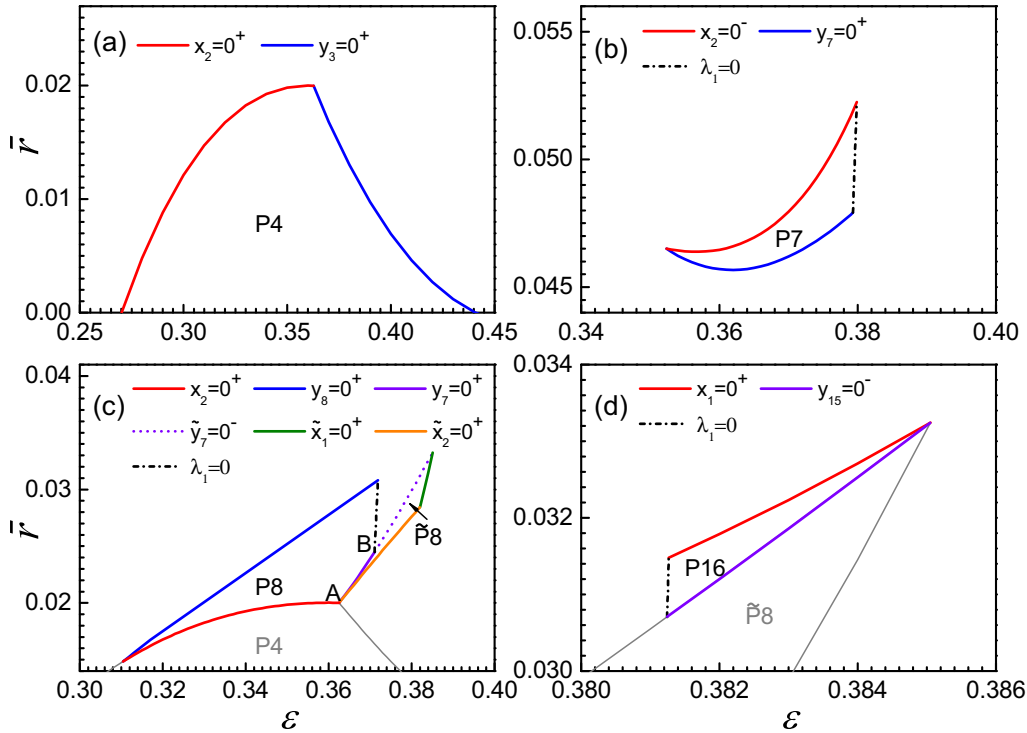 (a)
x₂=0⁺ y₃=0⁺
0.02
0.01
0.00
r̄
P4
0.25 0.30 0.35 0.40 0.45
(b)
x₂=0⁻ y₇=0⁺
λ₁=0
0.055
0.050
0.045
P7
0.34 0.36 0.38 0.40
(c)
x₂=0⁺ y₈=0⁺ y₇=0⁺
ỹ₇=0⁻ x̃₁=0⁺ x̃₂=0⁺
λ₁=0
0.04
0.03
0.02
r̄
B
P̃8
P8
A
P4
0.30 0.32 0.34 0.36 0.38 0.40
ε
(d)
x₁=0⁺ y₁₅=0⁻
λ₁=0
0.034
0.032
0.030
P16
P̃8
0.380 0.382 0.384 0.386
ε